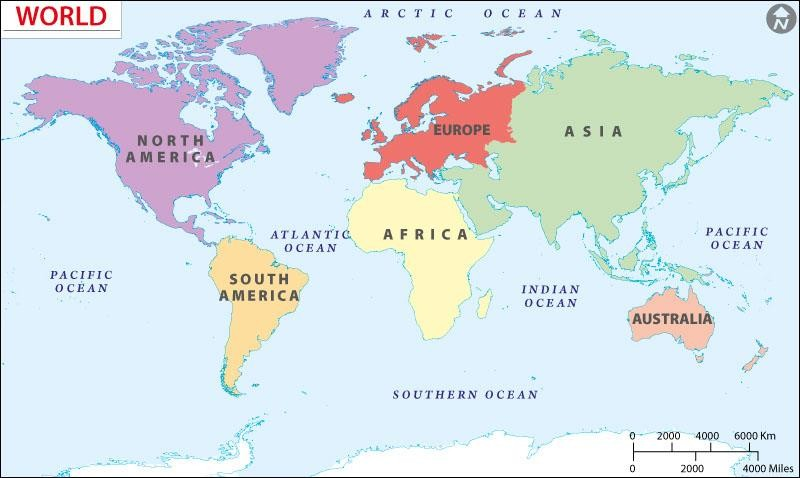 WORLD
ARCTIC OCEAN
N
NORTH
AMERICA
EUROPE
ASIA
ATLANTIC
OCEAN
AFRICA
PACIFIC
OCEAN
PACIFIC
OCEAN
SOUTH
AMERICA
INDIAN
OCEAN
AUSTRALIA
SOUTHERN OCEAN
0 2000 4000 6000 Km
0 2000 4000 Miles